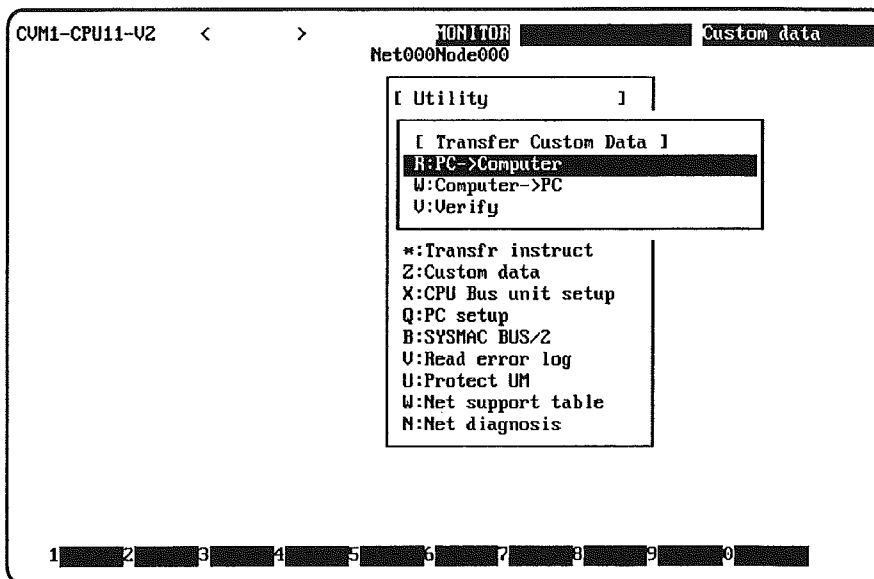 CVM1-CPU11-V2 < > MONITOR Custom data
Net000Node000
[ Utility ]
[ Transfer Custom Data ]
R:PC->Computer
W:Computer->PC
V:Verify
*:Transfr instruct
Z:Custom data
X:CPU Bus unit setup
Q:PC setup
B:SYSMAC BUS/2
V:Read error log
U:Protect UM
W:Net support table
N:Net diagnosis
1 2 3 4 5 6 7 8 9 0